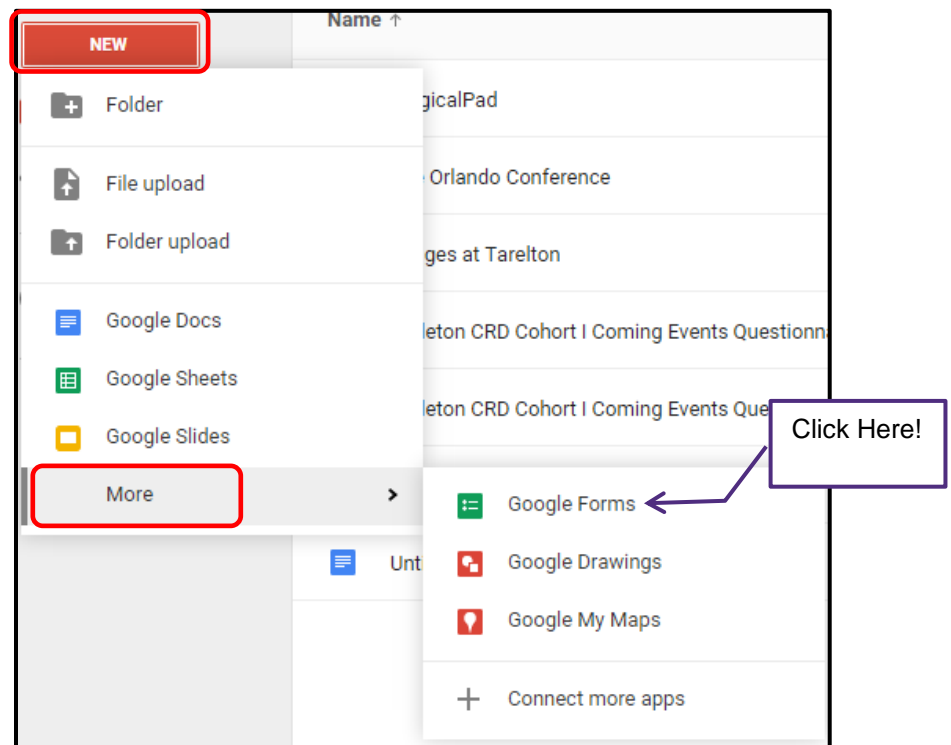 Name ↑
NEW
Folder
gicalPad
File upload
Orlando Conference
Folder upload
ges at Tarelton
Google Docs
leton CRD Cohort I Coming Events Questionn
Google Sheets
leton CRD Cohort I Coming Events Que
Click Here!
Google Slides
More
Google Forms
Unt
Google Drawings
Google My Maps
Connect more apps